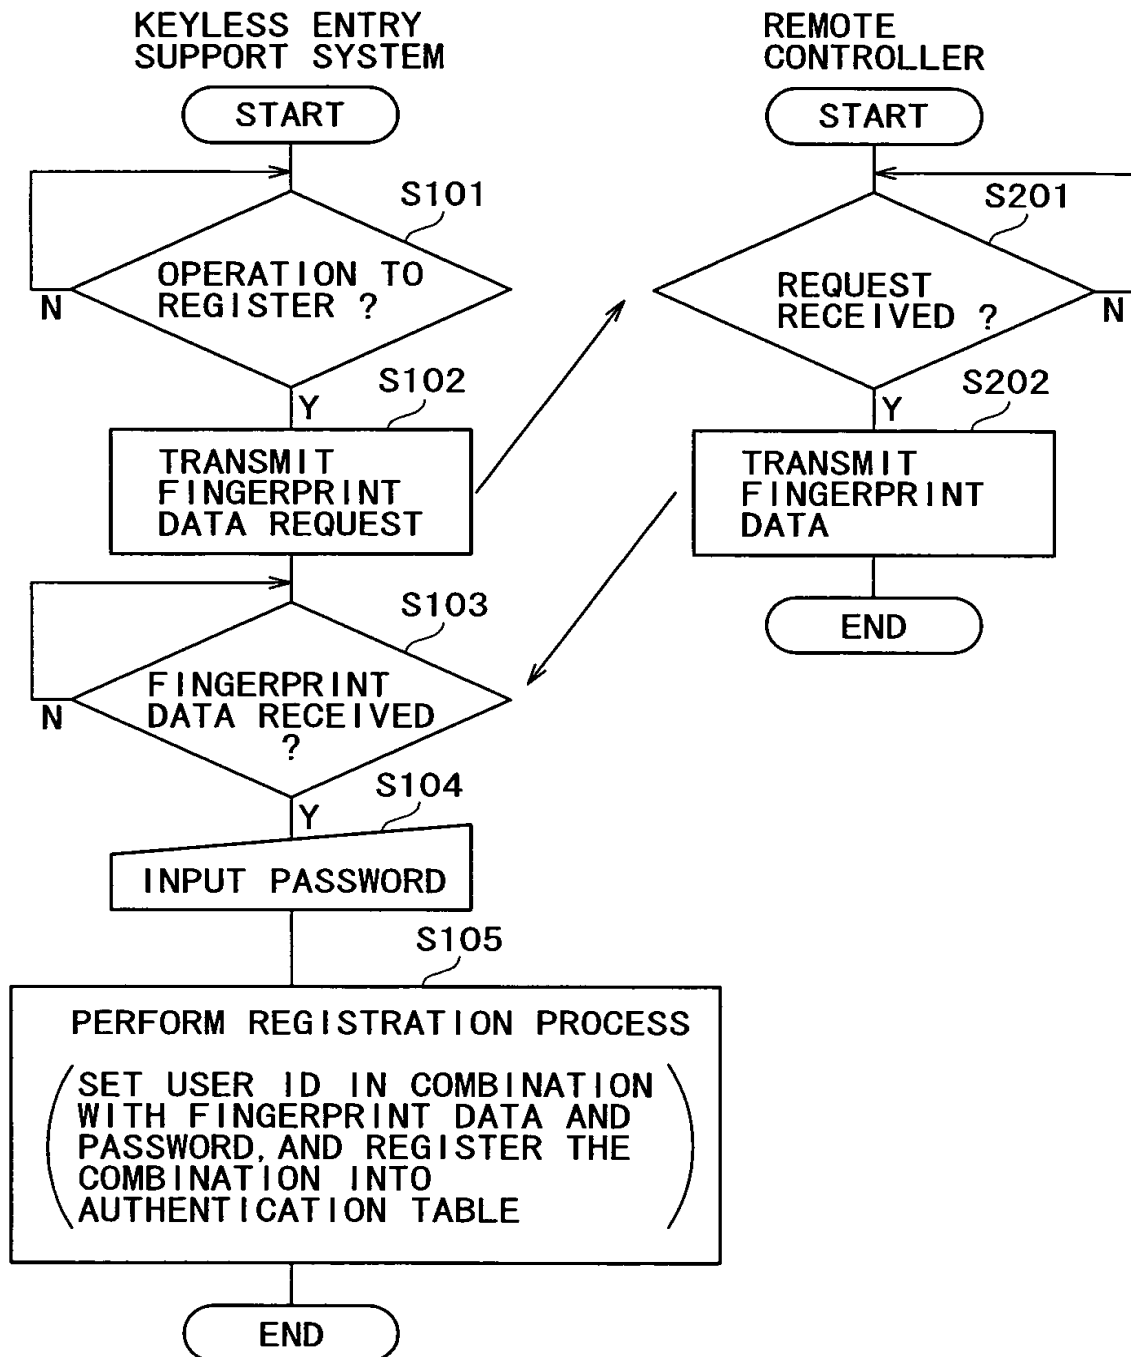 KEYLESS ENTRY
SUPPORT SYSTEM
START
S101
OPERATION TO
REGISTER ?
N
Y
S102
TRANSMIT
FINGERPRINT
DATA REQUEST
S103
FINGERPRINT
DATA RECEIVED
?
N
Y
S104
INPUT PASSWORD
S105
PERFORM REGISTRATION PROCESS
SET USER ID IN COMBINATION
WITH FINGERPRINT DATA AND
PASSWORD, AND REGISTER THE
COMBINATION INTO
AUTHENTICATION TABLE
END
REMOTE
CONTROLLER
START
S201
REQUEST
RECEIVED ?
N
Y
S202
TRANSMIT
FINGERPRINT
DATA
END